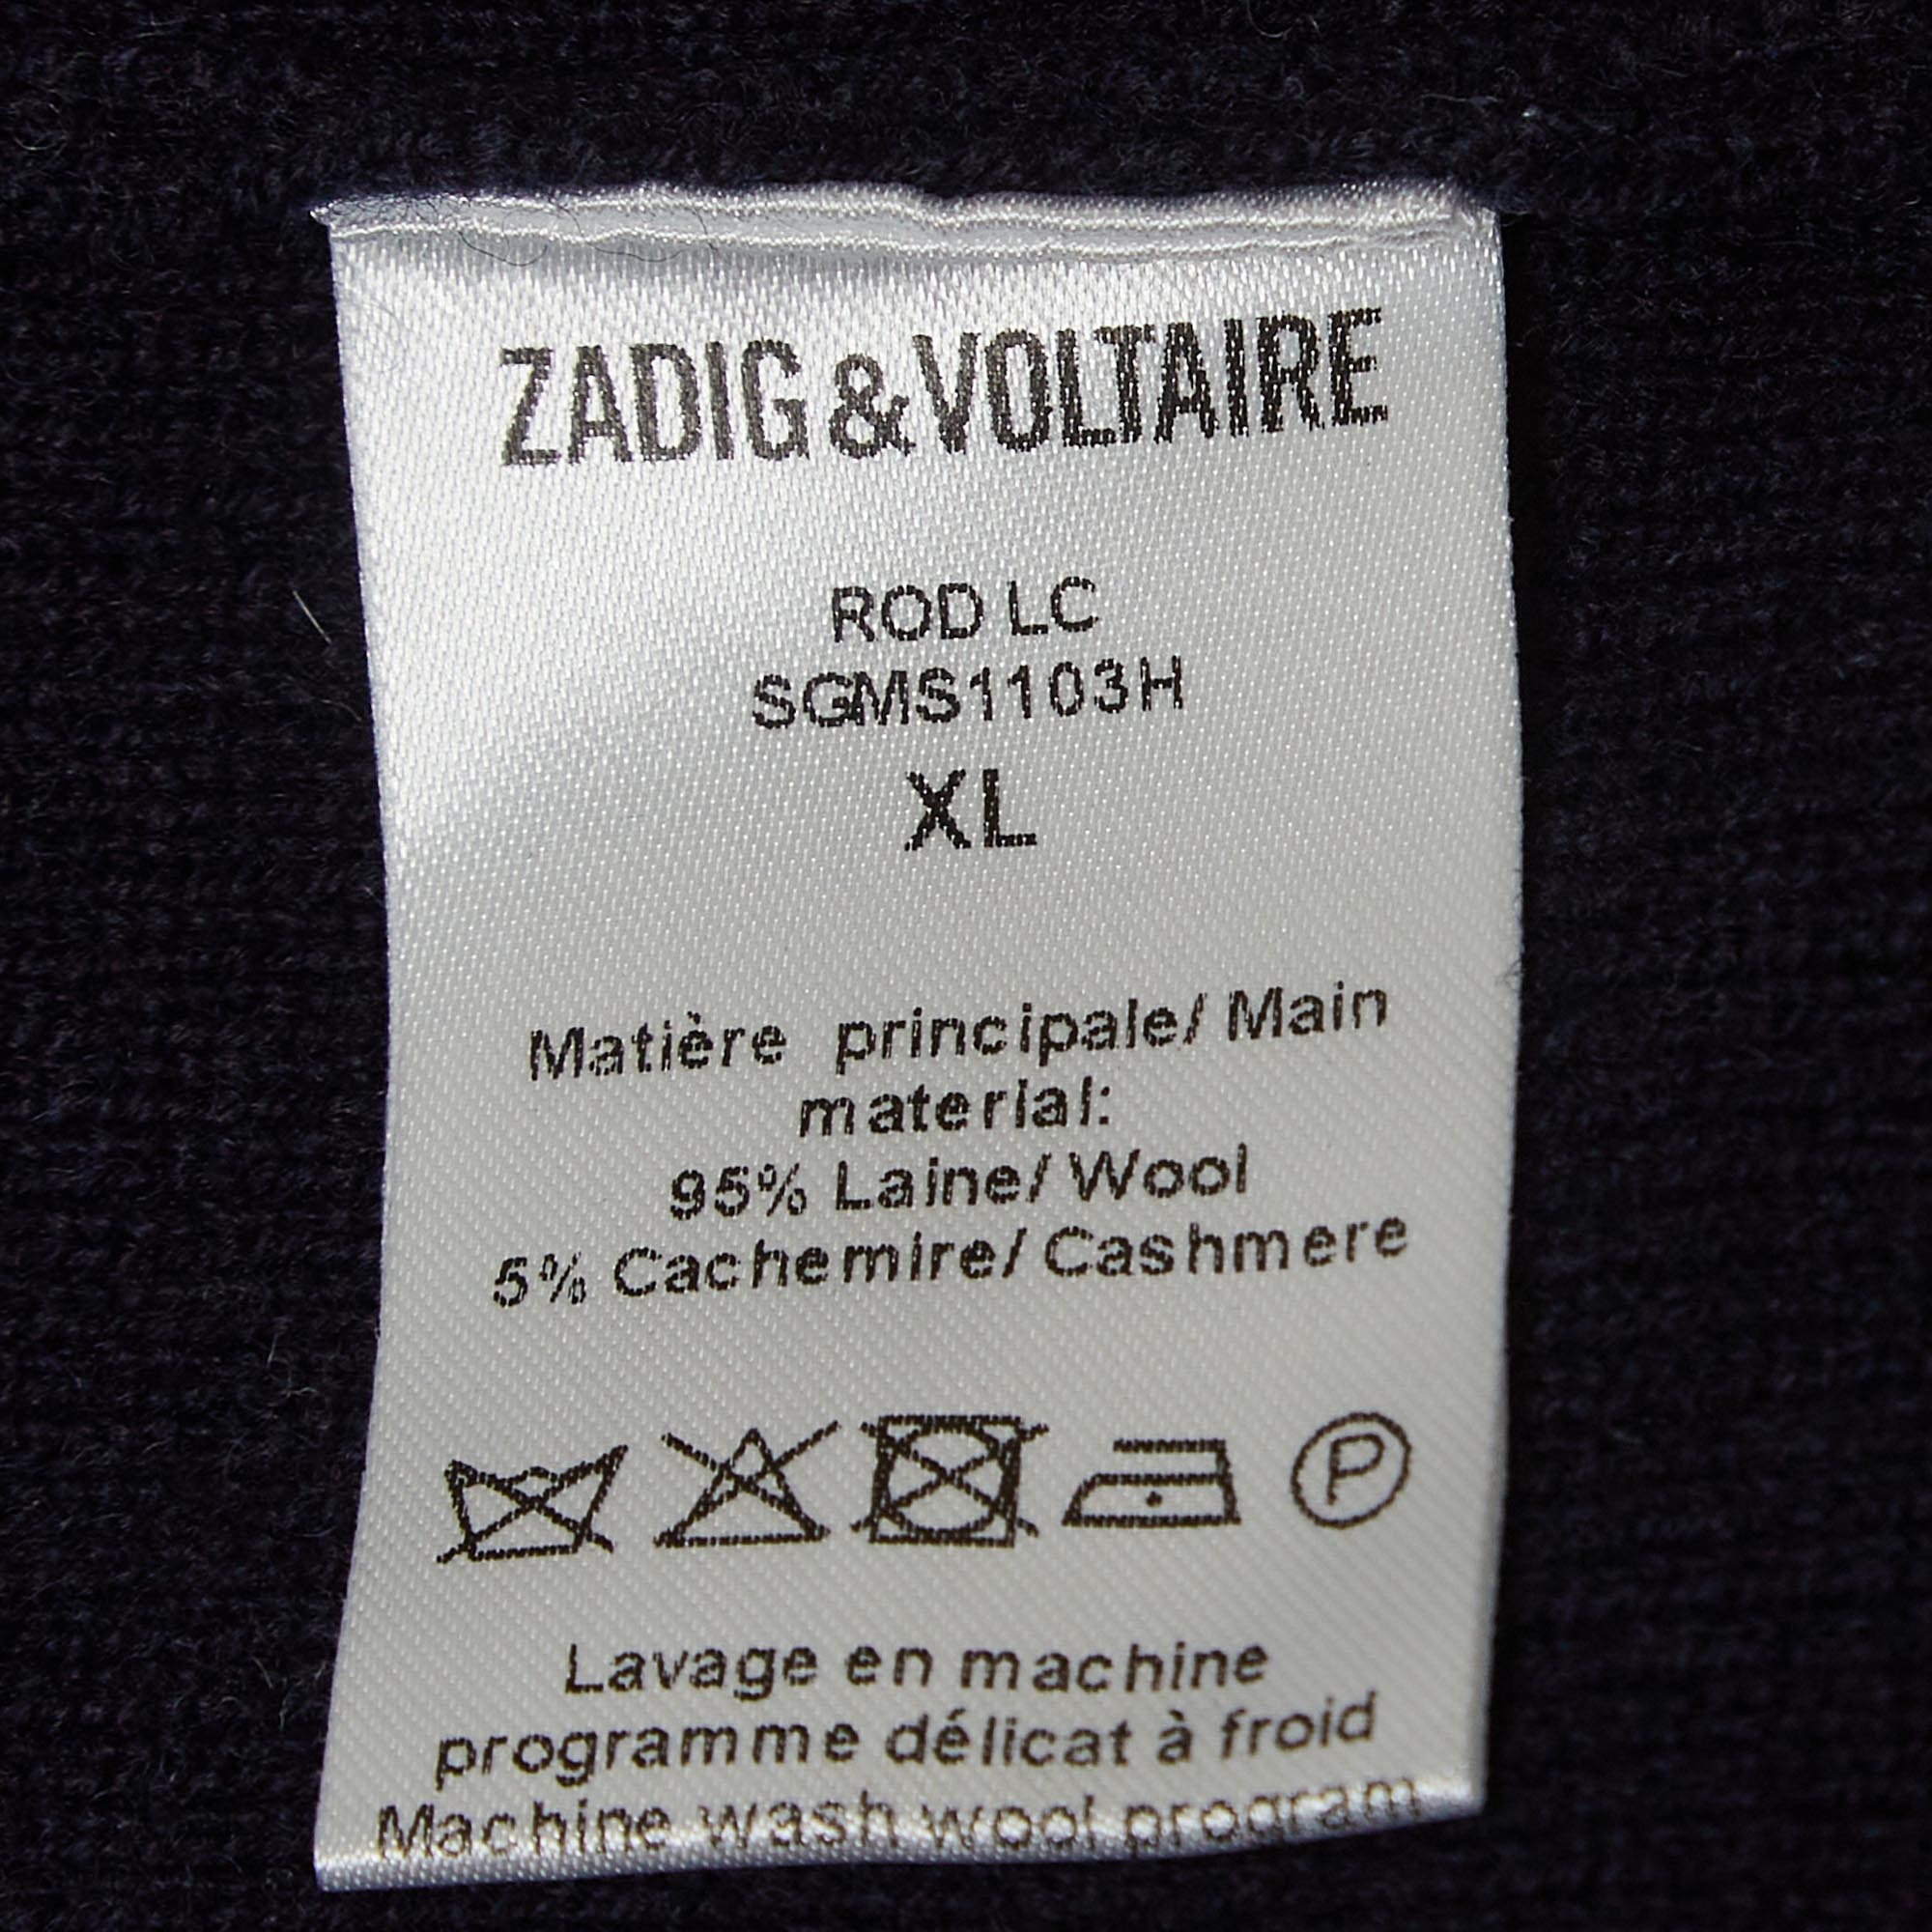 ZADIG & VOLTAIRE
ROD LC
SGMS1103H
XL
Matière principale/ Main
material:
95% Laine/ Wool
5% Cachemire/ Cashmere
P
Lavage en machine
programme délicat à froid
Machine wash wool program